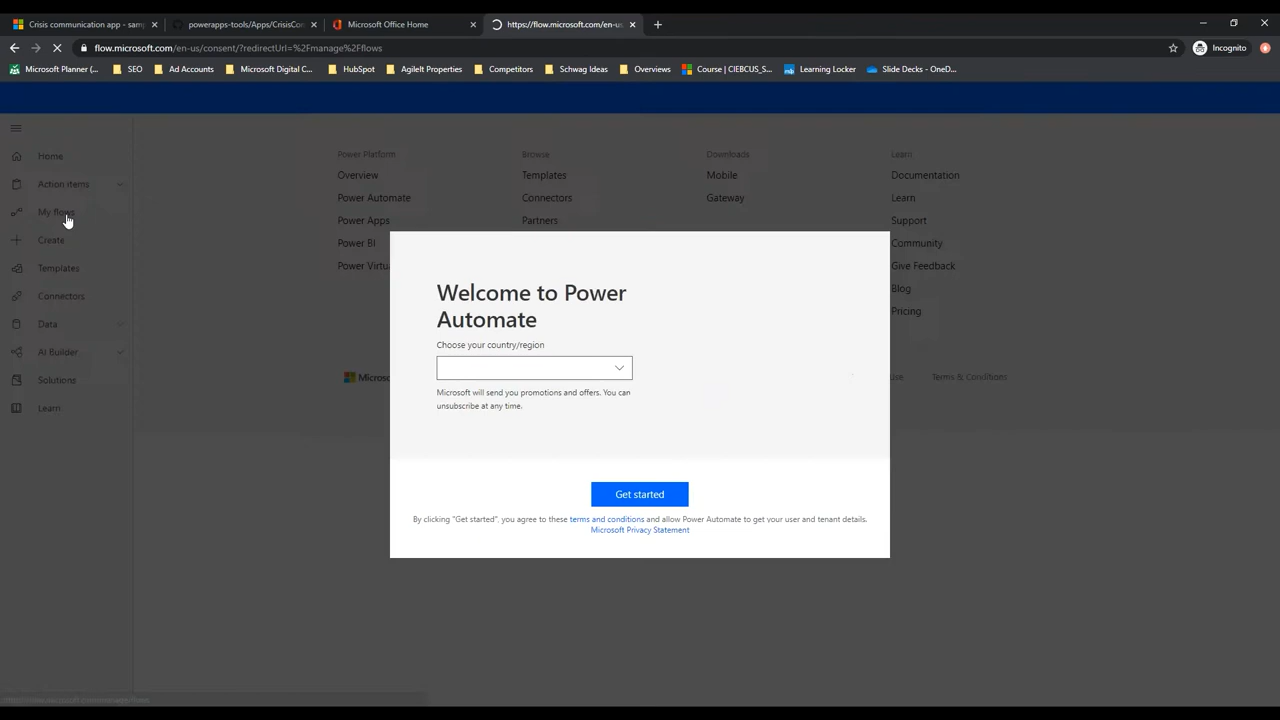 Crisis communication app - sam
powerapps-tools/Apps/CrisisCon
Microsoft Office Home
https://flow.microsoft.com/en-us
flow.microsoft.com/en-us/consent/?redirectUrl=%2Fmanage%2Fflows
Incognito
Microsoft Planner (...
SEO
Ad Accounts
Microsoft Digital C...
HubSpot
AgileIt Properties
Competitors
Schwag Ideas
Overviews
Course | CIEBCUS_S...
Learning Locker
Slide Decks - OneD...
Home
Action items
My flows
Create
Templates
Connectors
Data
AI Builder
Solutions
Learn
Power Platform
Overview
Power Automate
Power Apps
Power BI
Power Virtu
Browse
Templates
Connectors
Partners
Downloads
Mobile
Gateway
Learn
Documentation
Learn
Support
Community
Give Feedback
Blog
Pricing
Welcome to Power
Automate
Choose your country/region
Microsoft will send you promotions and offers. You can
unsubscribe at any time.
Get started
By clicking "Get started", you agree to these terms and conditions and allow Power Automate to get your user and tenant details.
Microsoft Privacy Statement
Microso
Use
Terms & Conditions